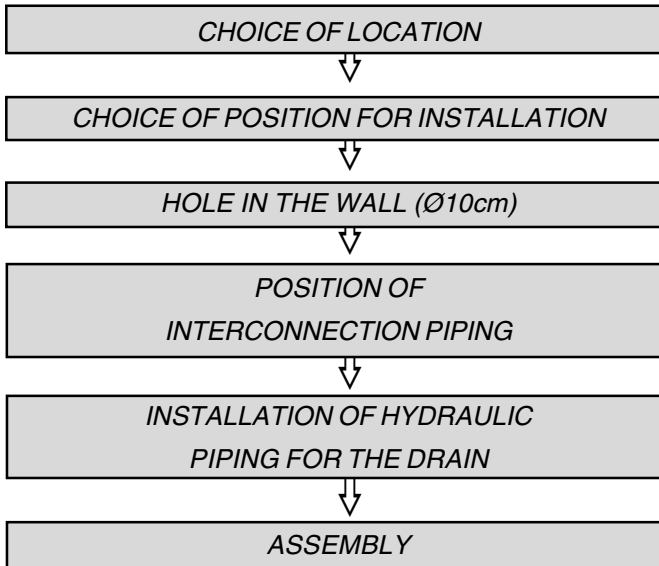 CHOICE OF LOCATION
CHOICE OF POSITION FOR INSTALLATION
HOLE IN THE WALL (Ø10cm)
POSITION OF
INTERCONNECTION PIPING
INSTALLATION OF HYDRAULIC
PIPING FOR THE DRAIN
ASSEMBLY